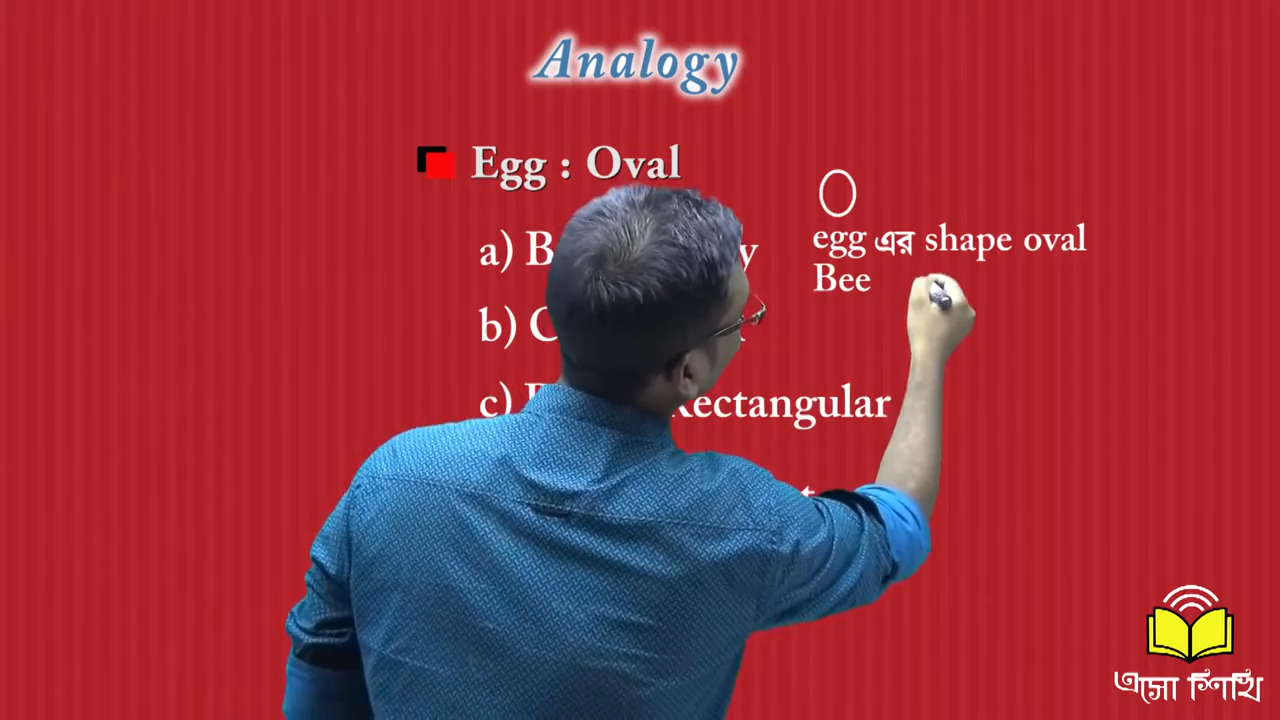 Analogy
Egg : Oval
egg এর shape oval
a)
Bee
b)
c) Rectangular
এসো শিখি